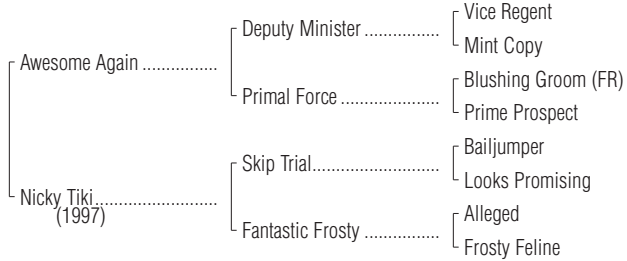 Vice Regent
Deputy Minister .................
Mint Copy
Awesome Again ................
Blushing Groom (FR)
Primal Force ......................
Prime Prospect
Bailjumper
Skip Trial............................
Looks Promising
Nicky Tiki...........................
(1997)
Alleged
Fantastic Frosty .................
Frosty Feline